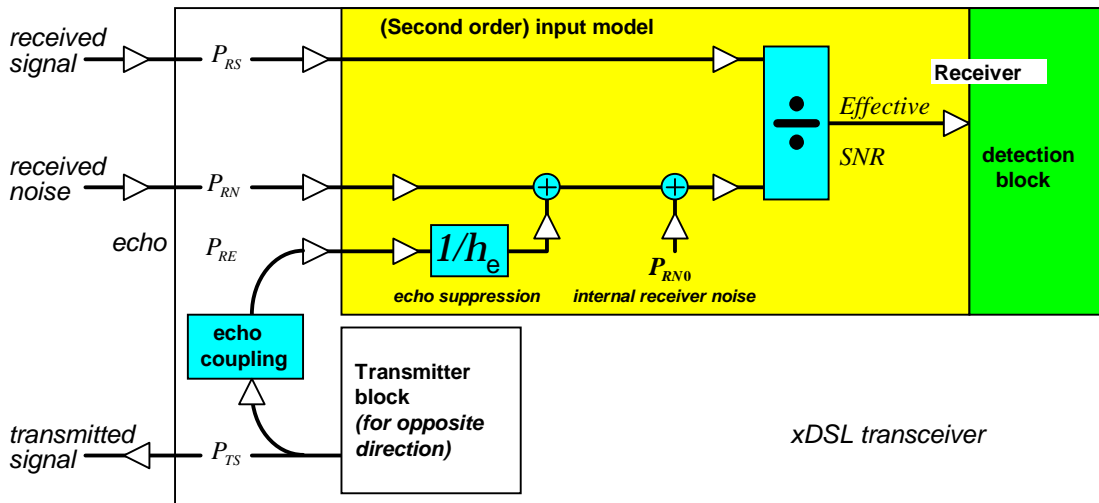 received
signal
P_RS
(Second order) input model
Receiver
Effective
SNR
detection
block
received
noise
P_RN
echo
P_RE
1/h_e
echo suppression
P_RN0
internal receiver noise
echo
coupling
Transmitter
block
(for opposite
direction)
transmitted
signal
P_TS
xDSL transceiver